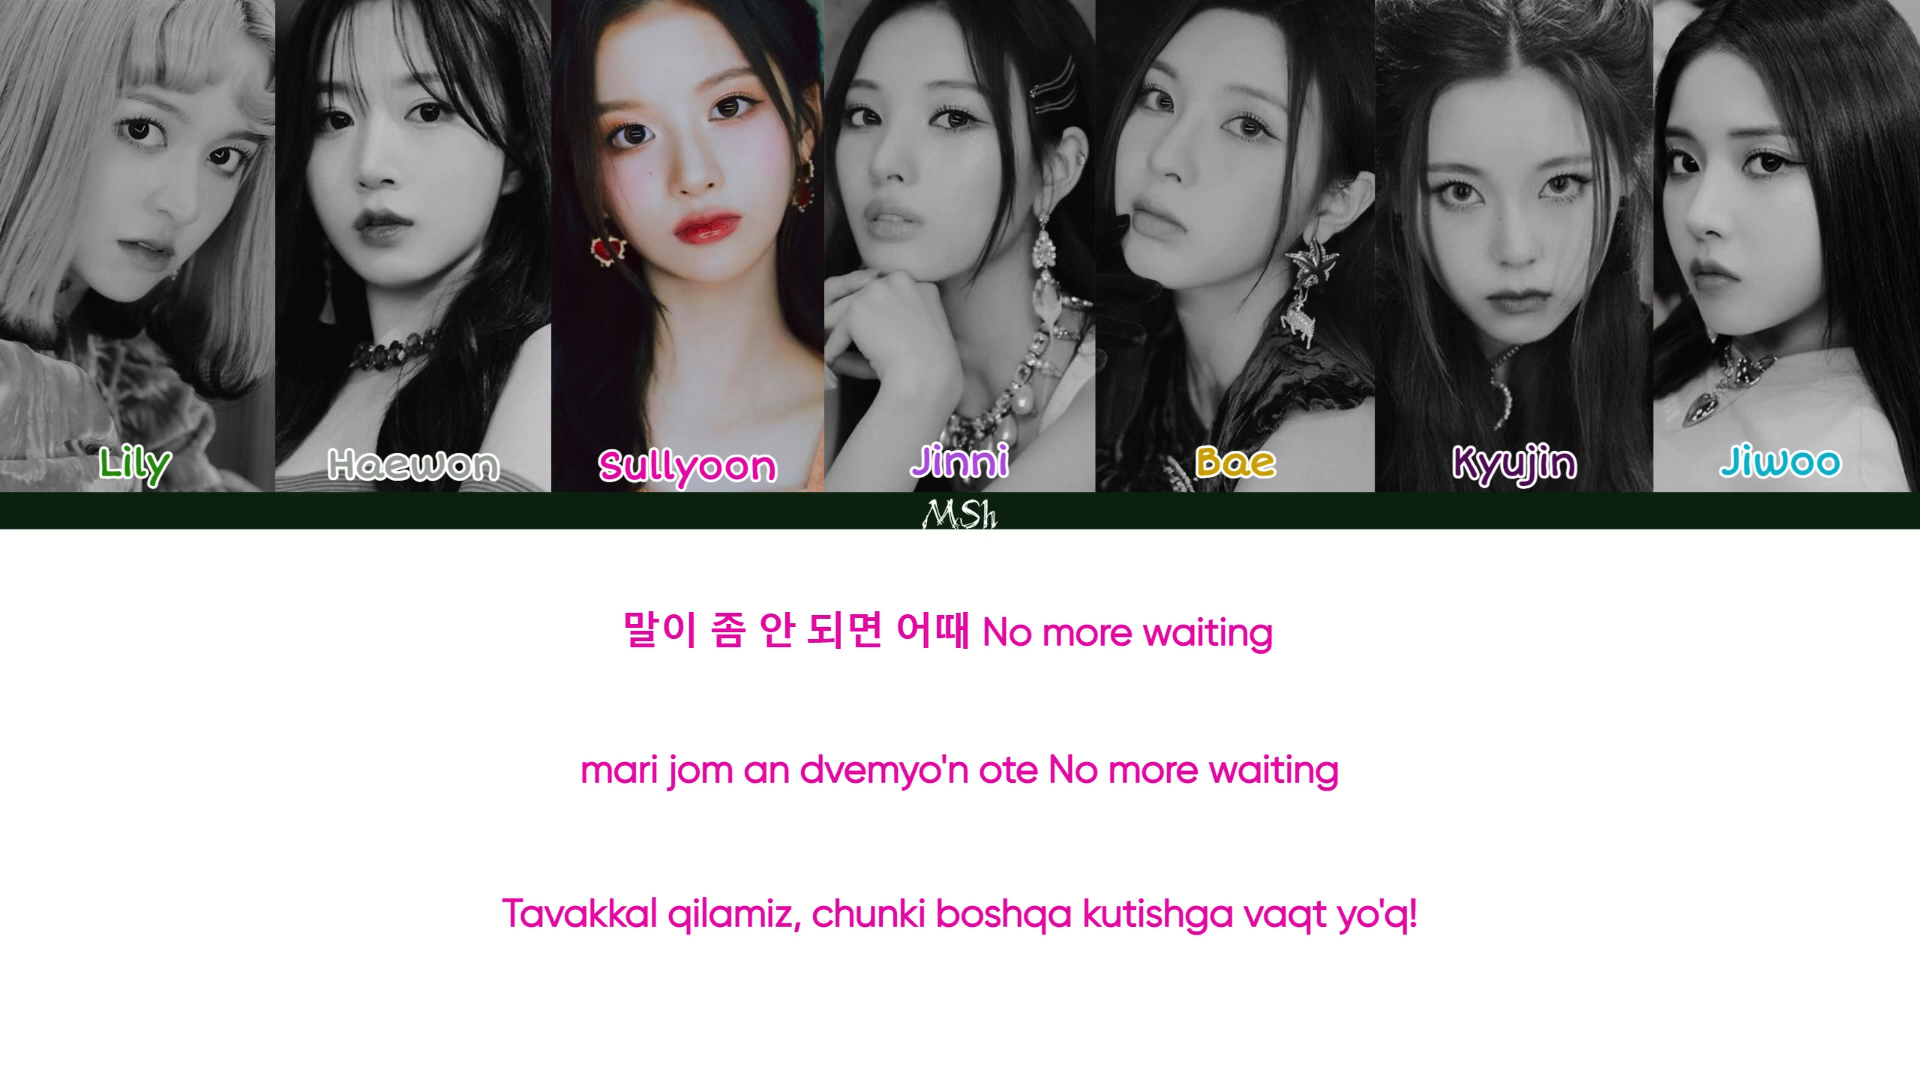 Lily
Haewon
Sullyoon
Jinni
Bae
Kyujin
Jiwoo
MSh
말이 좀 안 되면 어때 No more waiting
mari jom an dvemyo'n ote No more waiting
Tavakkal qilamiz, chunki boshqa kutishga vaqt yo'q!